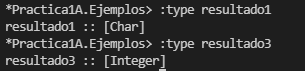 *Practica1A.Ejemplos> :type resultado1
resultado1 :: [Char]
*Practica1A.Ejemplos> :type resultado3
resultado3 :: [Integer]